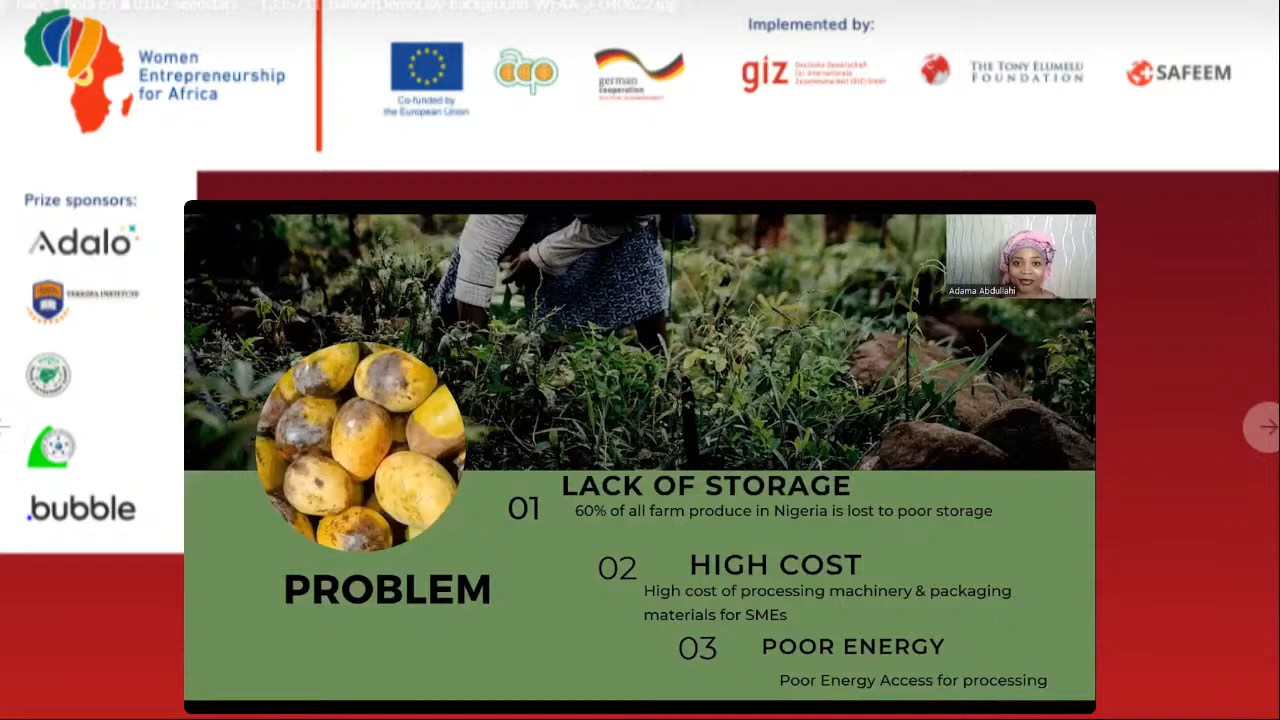 Implemented by:
Women
Entrepreneurship
for Africa
Co-funded by
the European Union
german
cooperation
giz
Deutsche Gesellschaft
für Internationale
Zusammenarbeit (GIZ) GmbH
THE TONY ELUMELU
FOUNDATION
SAFEEM
Prize sponsors:
Adalo
.bubble
Adama Abdullahi
PROBLEM
01
LACK OF STORAGE
60% of all farm produce in Nigeria is lost to poor storage
02
HIGH COST
High cost of processing machinery & packaging
materials for SMEs
03
POOR ENERGY
Poor Energy Access for processing